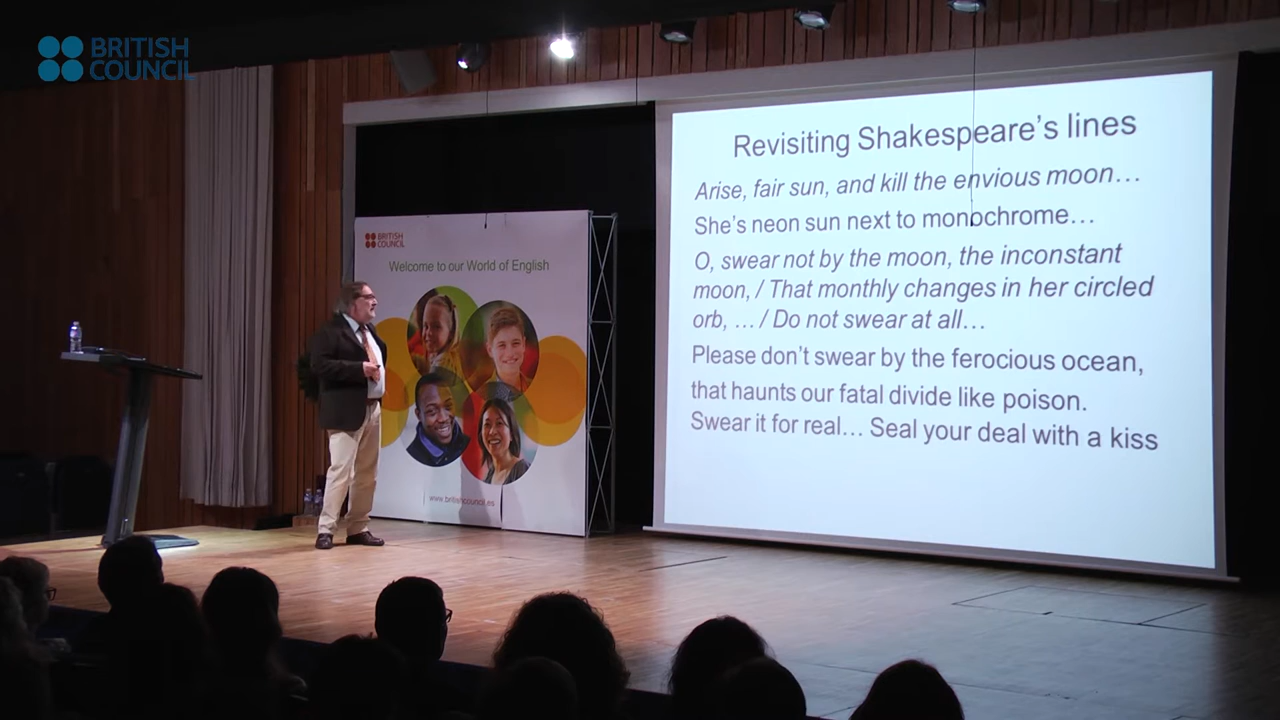 BRITISH
COUNCIL
Revisiting Shakespeare's lines
Arise, fair sun, and kill the envious moon…
She's neon sun next to monochrome…
O, swear not by the moon, the inconstant
moon, / That monthly changes in her circled
orb, … / Do not swear at all…
Please don't swear by the ferocious ocean,
that haunts our fatal divide like poison.
Swear it for real… Seal your deal with a kiss
BRITISH
COUNCIL
Welcome to our World of English
www.britishcouncil.es